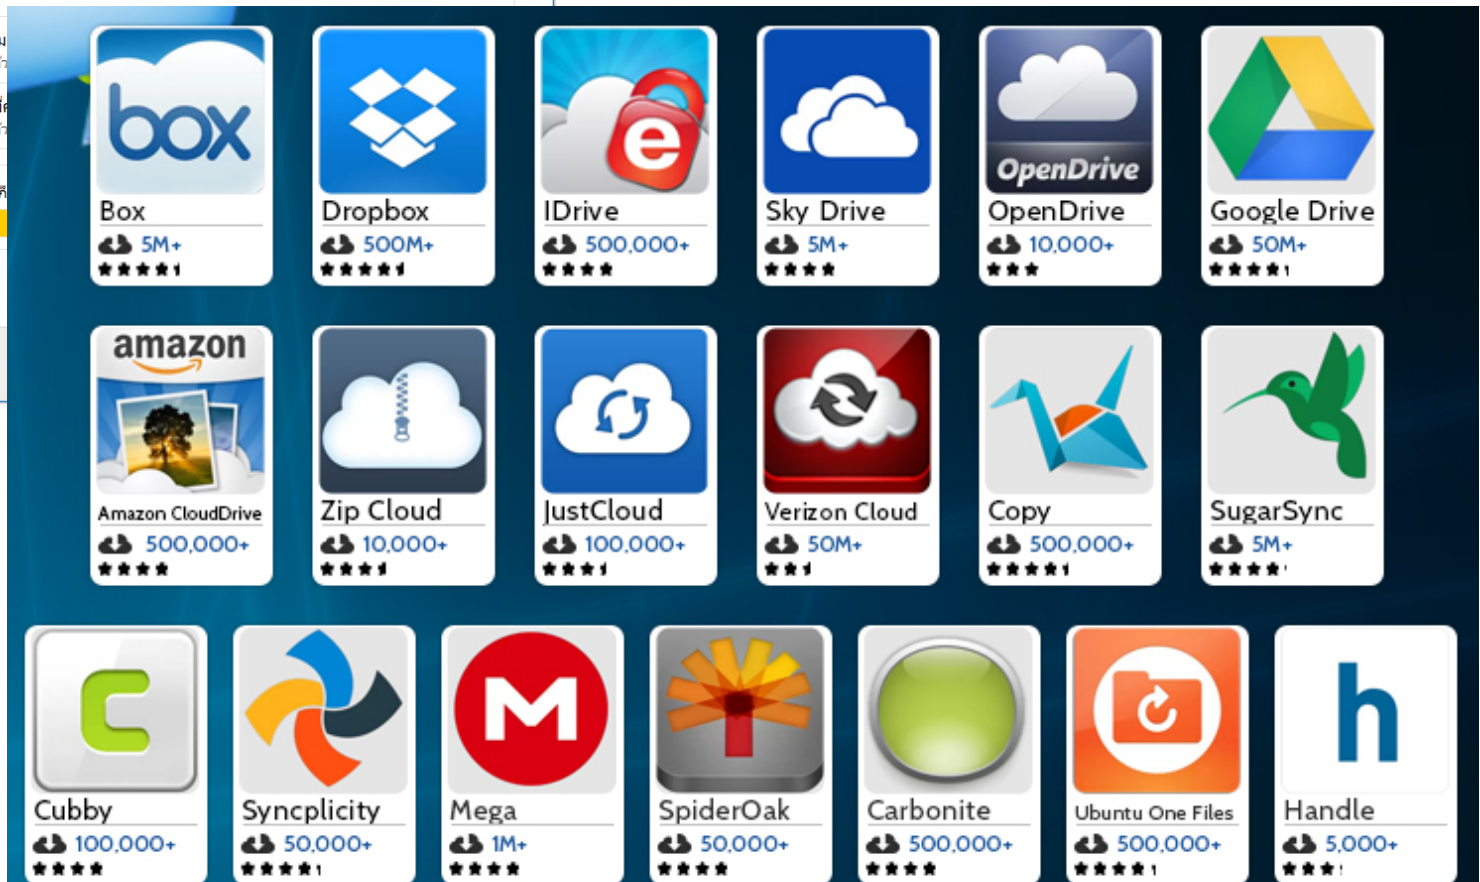 box
Box
5M+
Dropbox
500M+
e
IDrive
500,000+
Sky Drive
5M+
OpenDrive
OpenDrive
10,000+
Google Drive
50M+
amazon
Amazon CloudDrive
500,000+
Zip Cloud
10,000+
JustCloud
100,000+
Verizon Cloud
50M+
Copy
500,000+
SugarSync
5M+
C
Cubby
100,000+
Syncplicity
50,000+
M
Mega
1M+
SpiderOak
50,000+
Carbonite
500,000+
Ubuntu One Files
500,000+
h
Handle
5,000+